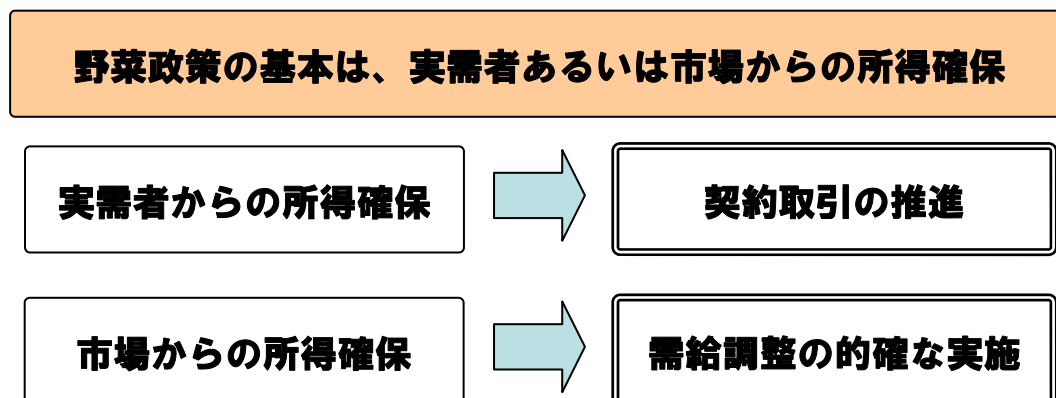 野菜政策の基本は、実需者あるいは市場からの所得確保
実需者からの所得確保
契約取引の推進
市場からの所得確保
需給調整の的確な実施